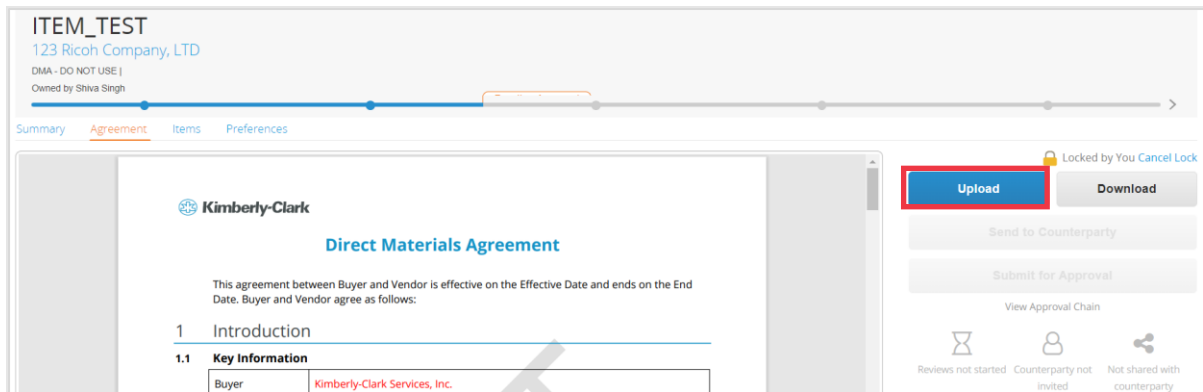 ITEM_TEST
123 Ricoh Company, LTD
DMA - DO NOT USE |
Owned by Shiva Singh
Summary Agreement Items Preferences
Locked by You Cancel Lock
Upload Download
Send to Counterparty
Submit for Approval
View Approval Chain
Reviews not started
Counterparty not
invited
Not shared with
counterparty
Kimberly-Clark
Direct Materials Agreement
This agreement between Buyer and Vendor is effective on the Effective Date and ends on the End
Date. Buyer and Vendor agree as follows:
1 Introduction
1.1 Key Information
Buyer Kimberly-Clark Services, Inc.